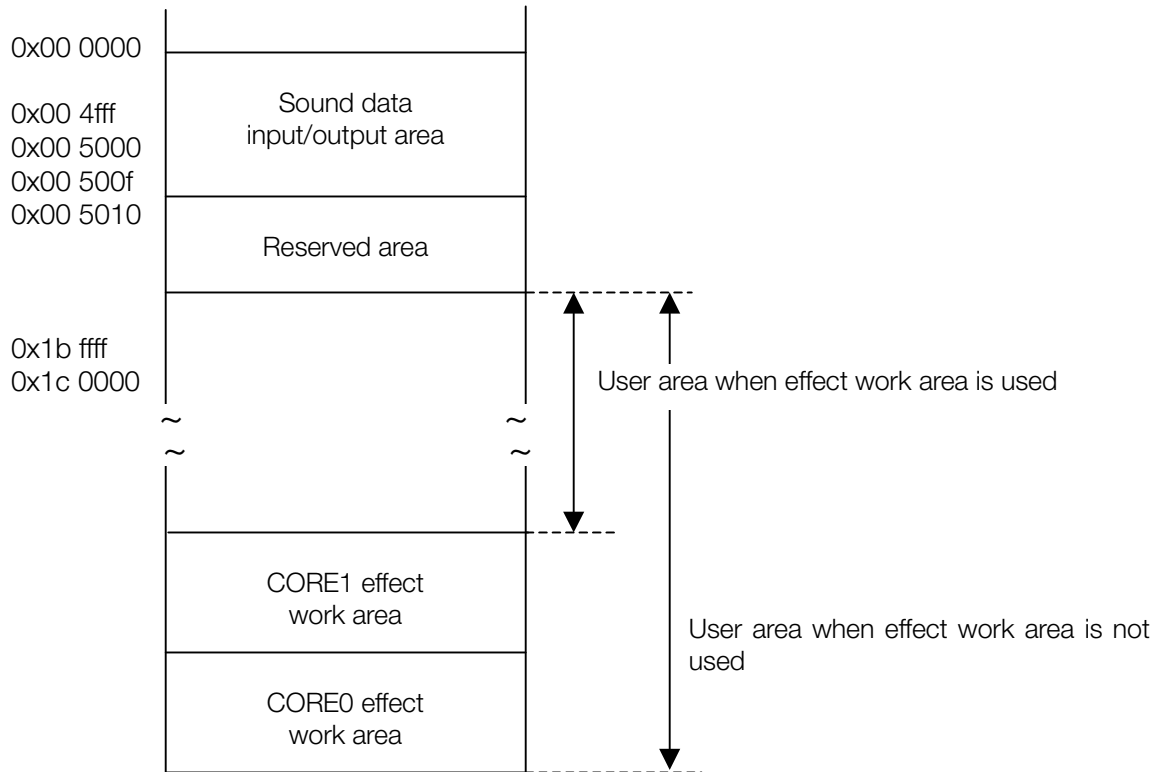 0x00 0000
0x00 4fff
0x00 5000
0x00 500f
0x00 5010
0x1b ffff
0x1c 0000
Sound data
input/output area
Reserved area
~ ~
~ ~
CORE1 effect
work area
CORE0 effect
work area
User area when effect work area is used
User area when effect work area is not
used